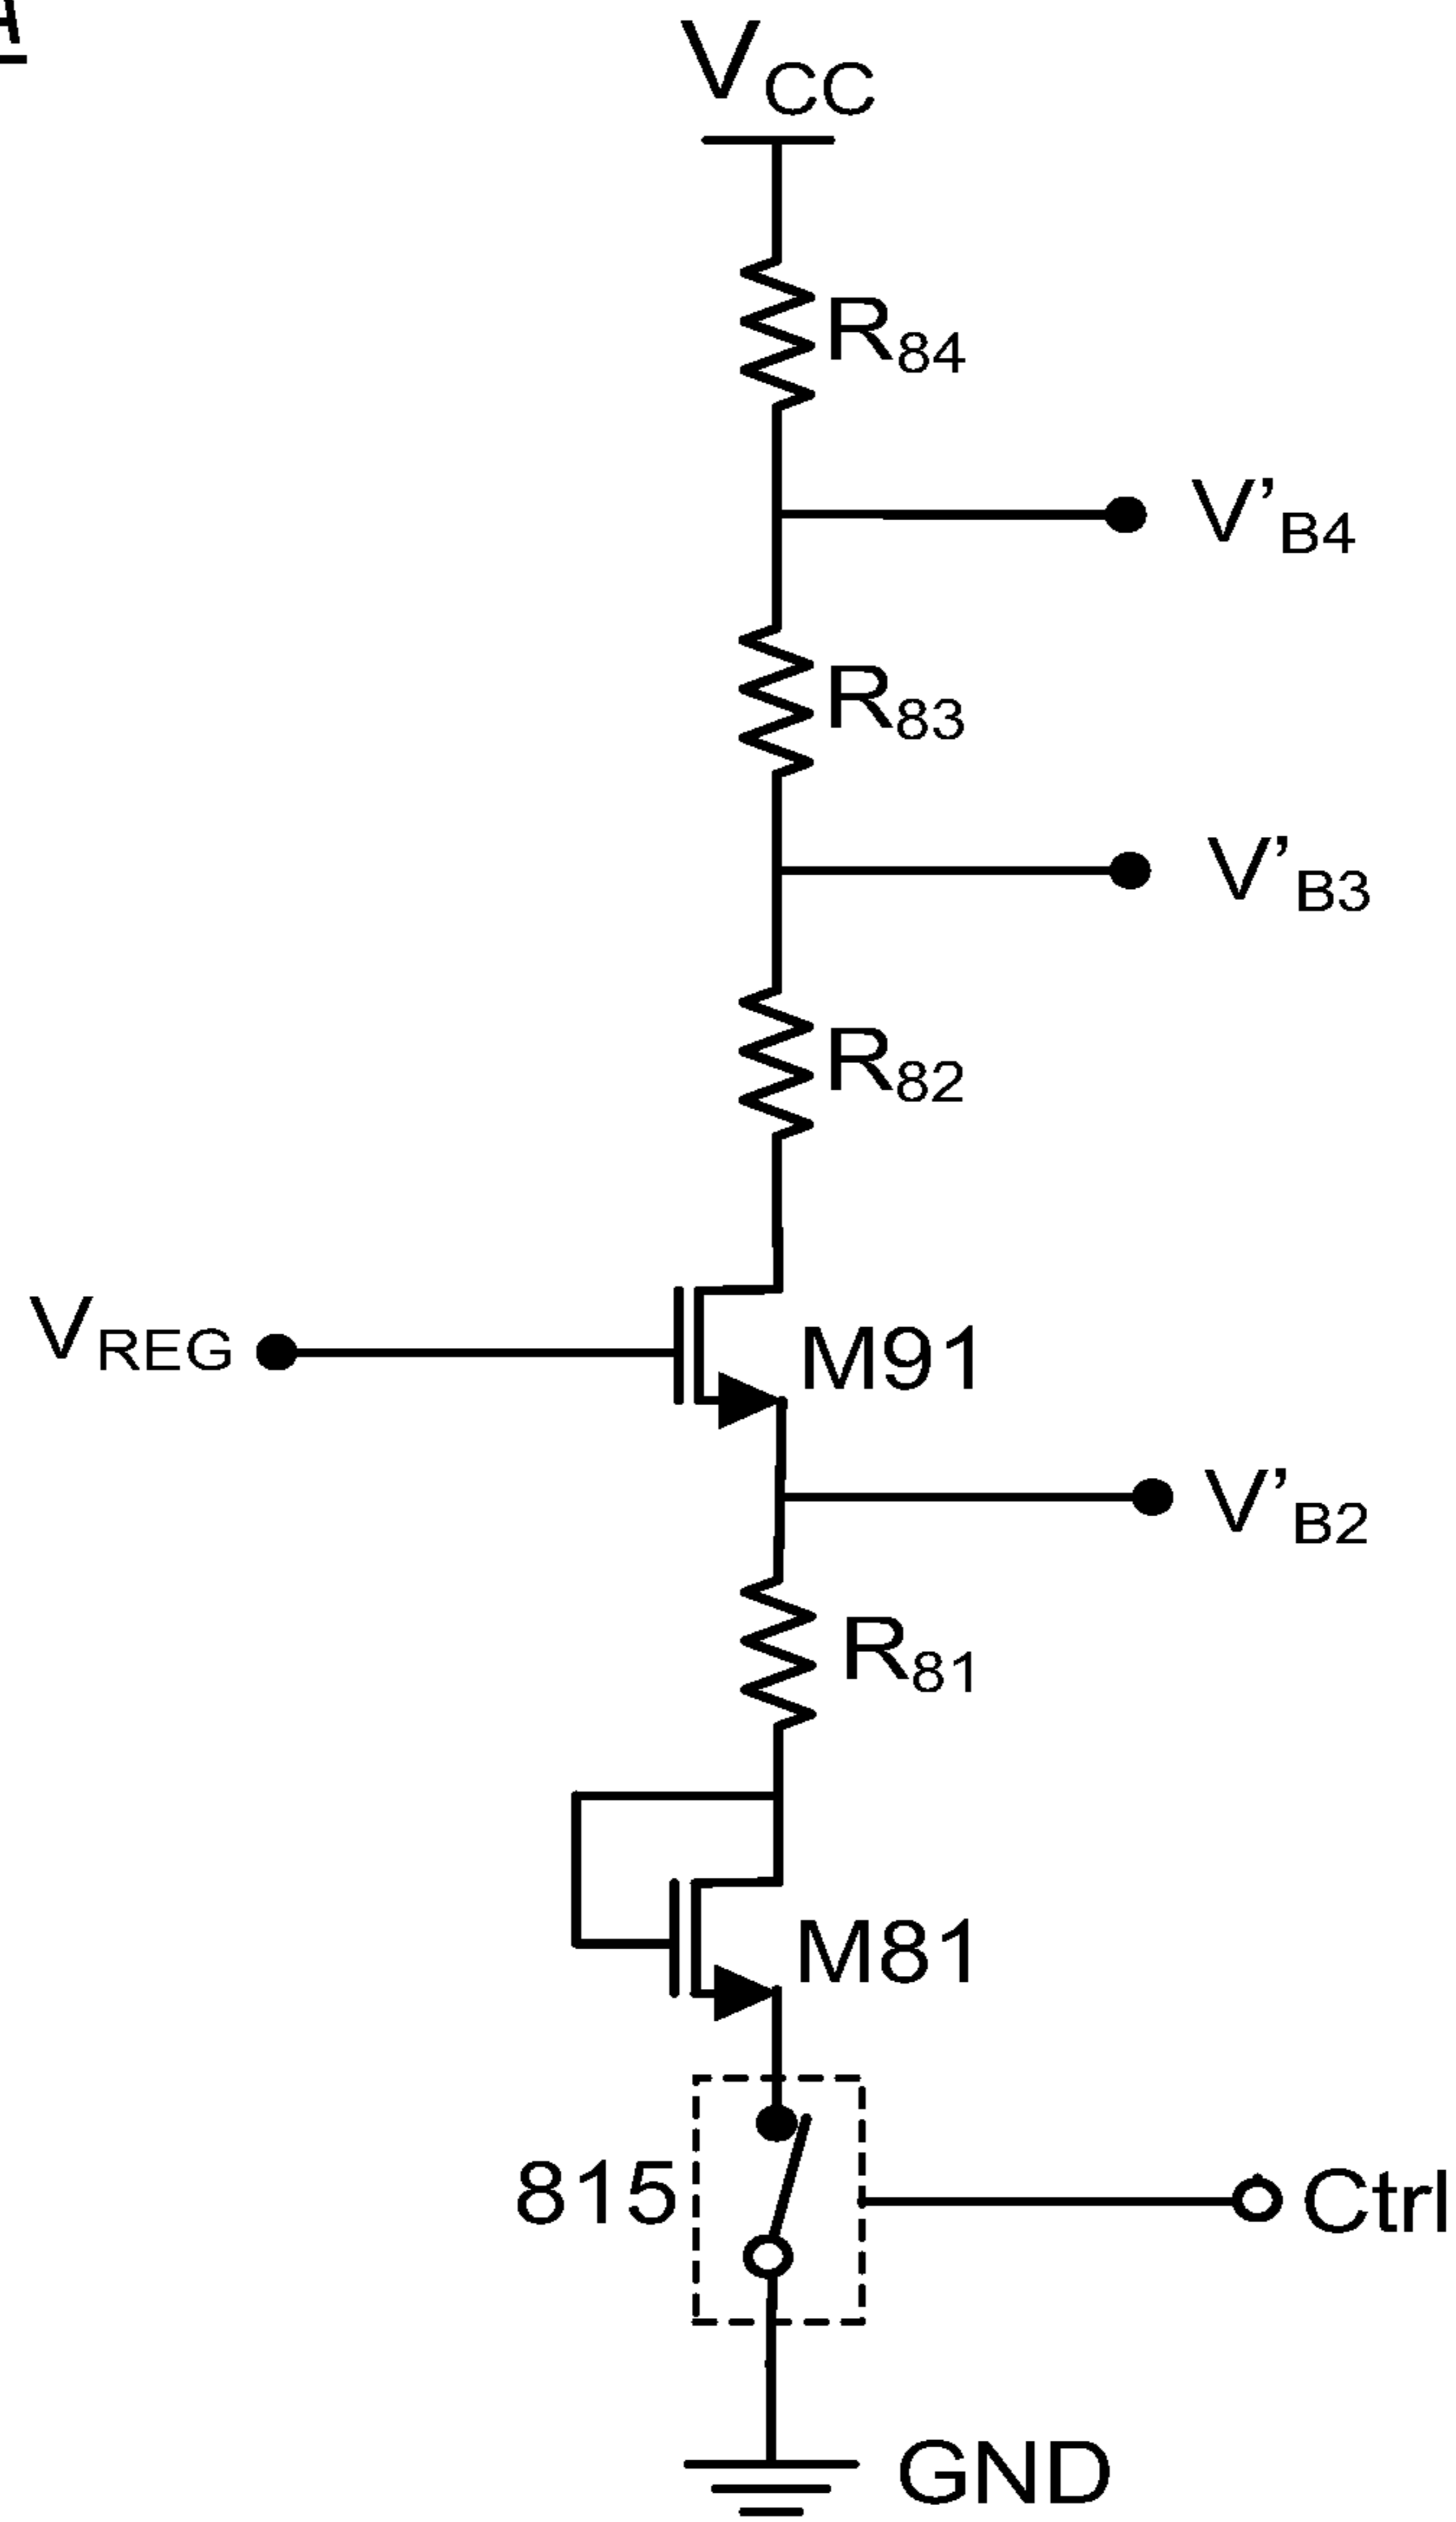 A
VCC
R84
V’B4
R83
V’B3
R82
VREG
M91
V’B2
R81
M81
815
Ctrl
GND